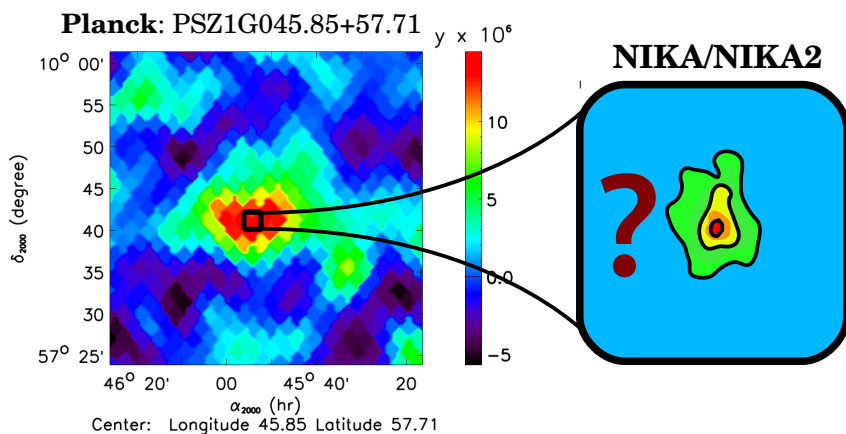 Planck: PSZ1G045.85+57.71
y x 10⁶
NIKA/NIKA2
10° 00'
55
50
45
40
35
30
57° 25'
δ₂₀₀₀ (degree)
10
5
0.0
−5
?
46° 20' 00 45° 40' 20
α₂₀₀₀ (hr)
Center: Longitude 45.85 Latitude 57.71